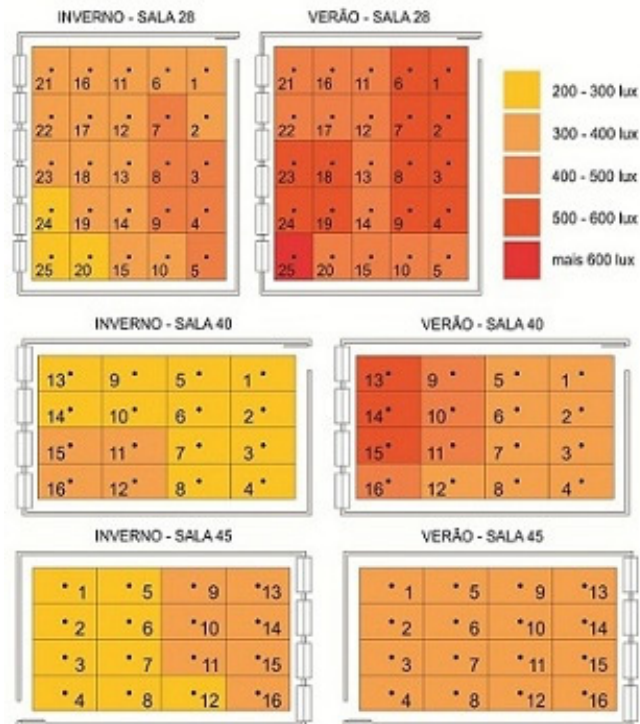 INVERNO - SALA 28
VERÃO - SALA 28
21 16 11 6 1
22 17 12 7 2
23 18 13 8 3
24 19 14 9 4
25 20 15 10 5
21 16 11 6 1
22 17 12 7 2
23 18 13 8 3
24 19 14 9 4
25 20 15 10 5
200 - 300 lux
300 - 400 lux
400 - 500 lux
500 - 600 lux
mais 600 lux
INVERNO - SALA 40
VERÃO - SALA 40
13 9 5 1
14 10 6 2
15 11 7 3
16 12 8 4
13 9 5 1
14 10 6 2
15 11 7 3
16 12 8 4
INVERNO - SALA 45
VERÃO - SALA 45
1 5 9 13
2 6 10 14
3 7 11 15
4 8 12 16
1 5 9 13
2 6 10 14
3 7 11 15
4 8 12 16